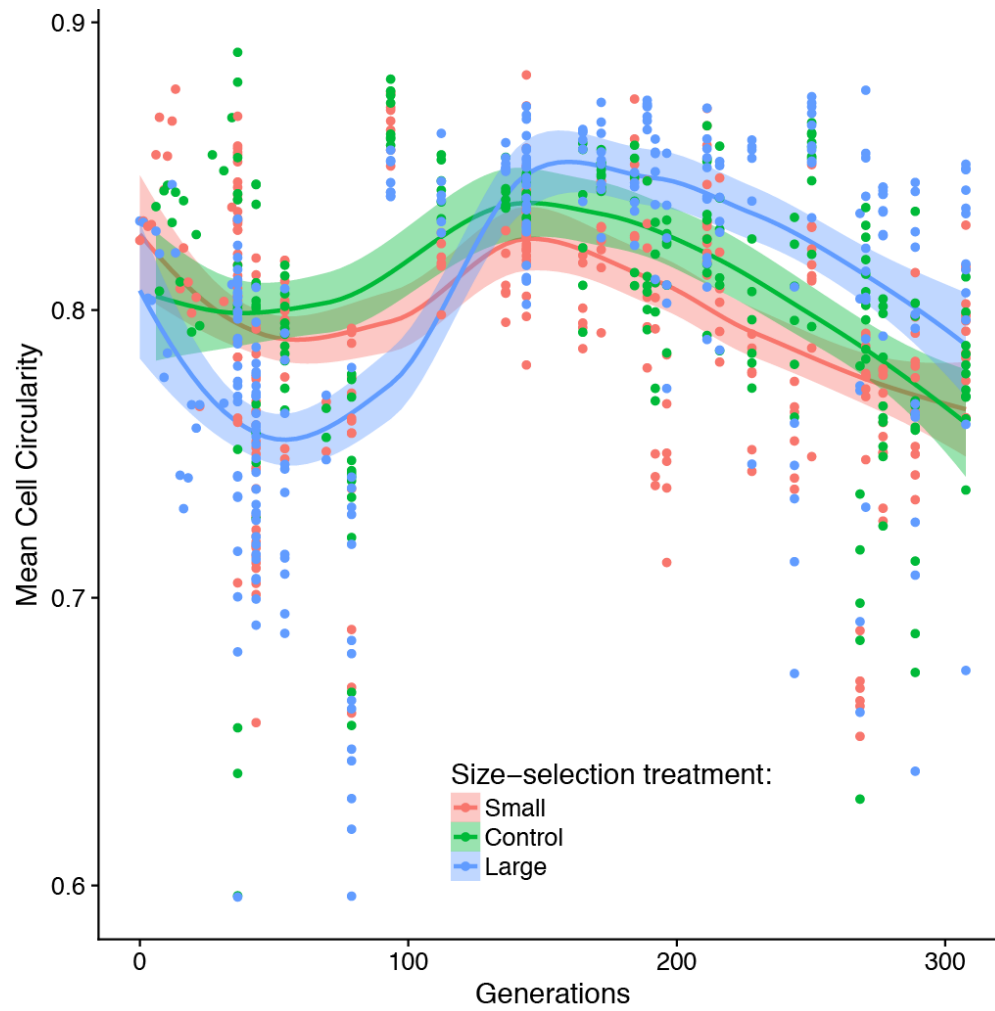 0.9
0.8
0.7
0.6
Mean Cell Circularity
Size−selection treatment:
Small
Control
Large
0 100 200 300
Generations